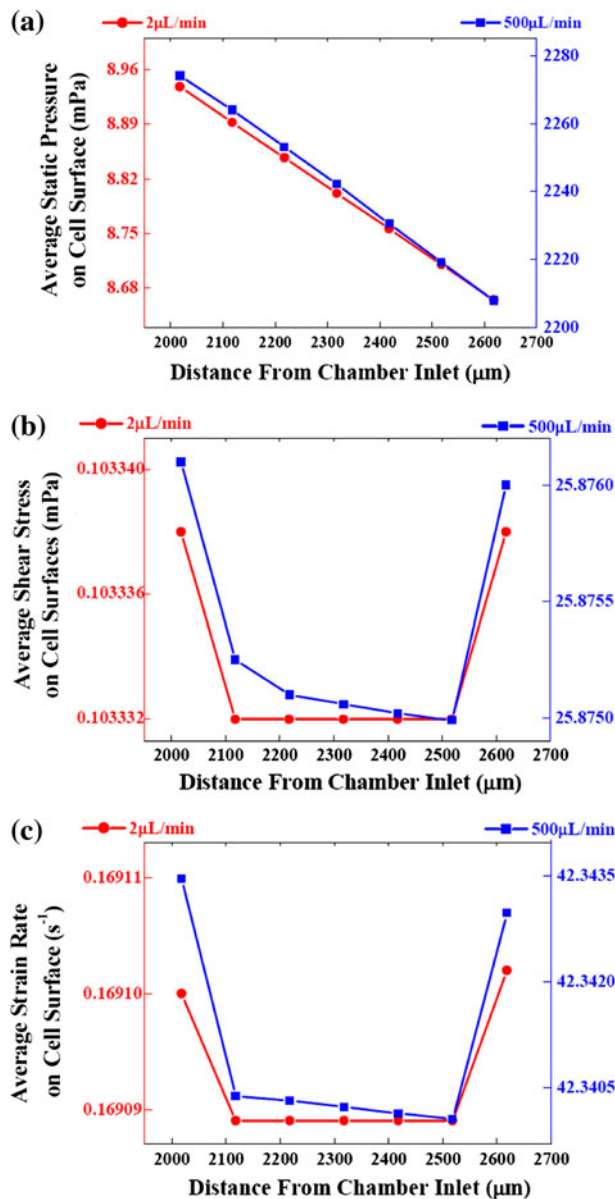 (a)
2μL/min
500μL/min
Average Static Pressure
on Cell Surface (mPa)
8.96
8.89
8.82
8.75
8.68
2280
2260
2240
2220
2200
2000 2100 2200 2300 2400 2500 2600 2700
Distance From Chamber Inlet (μm)
(b)
2μL/min
500μL/min
Average Shear Stress
on Cell Surfaces (mPa)
0.103340
0.103336
0.103332
25.8760
25.8755
25.8750
2000 2100 2200 2300 2400 2500 2600 2700
Distance From Chamber Inlet (μm)
(c)
2μL/min
500μL/min
Average Strain Rate
on Cell Surface (s⁻¹)
0.16911
0.16910
0.16909
42.3435
42.3420
42.3405
2000 2100 2200 2300 2400 2500 2600 2700
Distance From Chamber Inlet (μm)